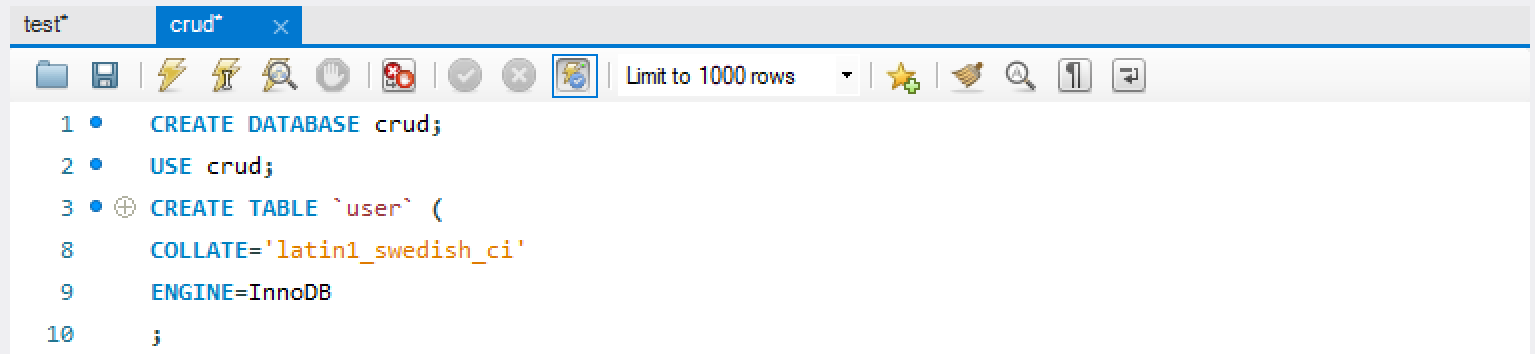 test*
crud*
Limit to 1000 rows
1 CREATE DATABASE crud;
2 USE crud;
3 CREATE TABLE `user` (
8 COLLATE='latin1_swedish_ci'
9 ENGINE=InnoDB
10 ;